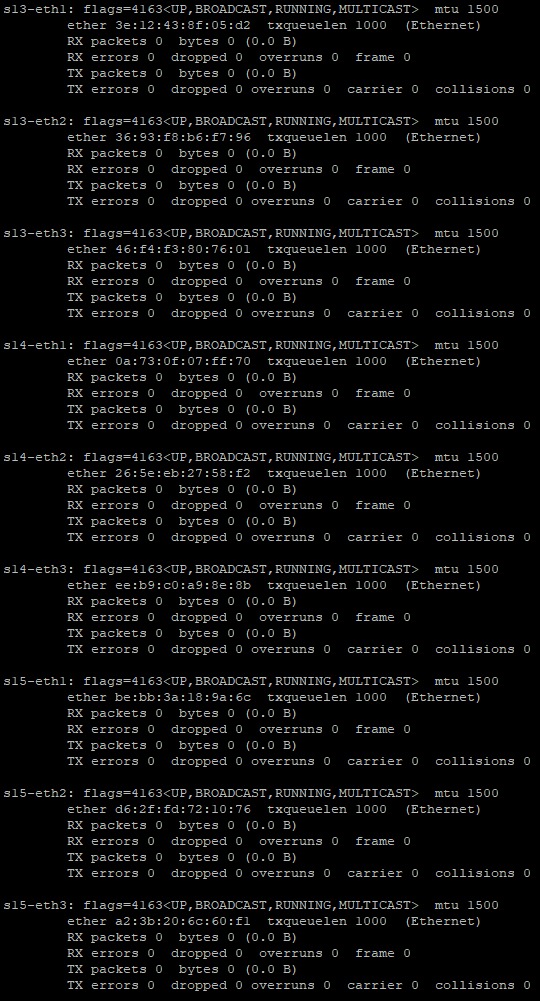 s13-eth1: flags=4163<UP,BROADCAST,RUNNING,MULTICAST>  mtu 1500
        ether 3e:12:43:8f:05:d2  txqueuelen 1000  (Ethernet)
        RX packets 0  bytes 0 (0.0 B)
        RX errors 0  dropped 0  overruns 0  frame 0
        TX packets 0  bytes 0 (0.0 B)
        TX errors 0  dropped 0 overruns 0  carrier 0  collisions 0

s13-eth2: flags=4163<UP,BROADCAST,RUNNING,MULTICAST>  mtu 1500
        ether 36:93:f8:b6:f7:96  txqueuelen 1000  (Ethernet)
        RX packets 0  bytes 0 (0.0 B)
        RX errors 0  dropped 0  overruns 0  frame 0
        TX packets 0  bytes 0 (0.0 B)
        TX errors 0  dropped 0 overruns 0  carrier 0  collisions 0

s13-eth3: flags=4163<UP,BROADCAST,RUNNING,MULTICAST>  mtu 1500
        ether 46:f4:f3:80:76:01  txqueuelen 1000  (Ethernet)
        RX packets 0  bytes 0 (0.0 B)
        RX errors 0  dropped 0  overruns 0  frame 0
        TX packets 0  bytes 0 (0.0 B)
        TX errors 0  dropped 0 overruns 0  carrier 0  collisions 0

s14-eth1: flags=4163<UP,BROADCAST,RUNNING,MULTICAST>  mtu 1500
        ether 0a:73:0f:07:ff:70  txqueuelen 1000  (Ethernet)
        RX packets 0  bytes 0 (0.0 B)
        RX errors 0  dropped 0  overruns 0  frame 0
        TX packets 0  bytes 0 (0.0 B)
        TX errors 0  dropped 0 overruns 0  carrier 0  collisions 0

s14-eth2: flags=4163<UP,BROADCAST,RUNNING,MULTICAST>  mtu 1500
        ether 26:5e:eb:27:58:f2  txqueuelen 1000  (Ethernet)
        RX packets 0  bytes 0 (0.0 B)
        RX errors 0  dropped 0  overruns 0  frame 0
        TX packets 0  bytes 0 (0.0 B)
        TX errors 0  dropped 0 overruns 0  carrier 0  collisions 0

s14-eth3: flags=4163<UP,BROADCAST,RUNNING,MULTICAST>  mtu 1500
        ether ee:b9:c0:a9:8e:8b  txqueuelen 1000  (Ethernet)
        RX packets 0  bytes 0 (0.0 B)
        RX errors 0  dropped 0  overruns 0  frame 0
        TX packets 0  bytes 0 (0.0 B)
        TX errors 0  dropped 0 overruns 0  carrier 0  collisions 0

s15-eth1: flags=4163<UP,BROADCAST,RUNNING,MULTICAST>  mtu 1500
        ether be:bb:3a:18:9a:6c  txqueuelen 1000  (Ethernet)
        RX packets 0  bytes 0 (0.0 B)
        RX errors 0  dropped 0  overruns 0  frame 0
        TX packets 0  bytes 0 (0.0 B)
        TX errors 0  dropped 0 overruns 0  carrier 0  collisions 0

s15-eth2: flags=4163<UP,BROADCAST,RUNNING,MULTICAST>  mtu 1500
        ether d6:2f:fd:72:10:76  txqueuelen 1000  (Ethernet)
        RX packets 0  bytes 0 (0.0 B)
        RX errors 0  dropped 0  overruns 0  frame 0
        TX packets 0  bytes 0 (0.0 B)
        TX errors 0  dropped 0 overruns 0  carrier 0  collisions 0

s15-eth3: flags=4163<UP,BROADCAST,RUNNING,MULTICAST>  mtu 1500
        ether a2:3b:20:6c:60:f1  txqueuelen 1000  (Ethernet)
        RX packets 0  bytes 0 (0.0 B)
        RX errors 0  dropped 0  overruns 0  frame 0
        TX packets 0  bytes 0 (0.0 B)
        TX errors 0  dropped 0 overruns 0  carrier 0  collisions 0